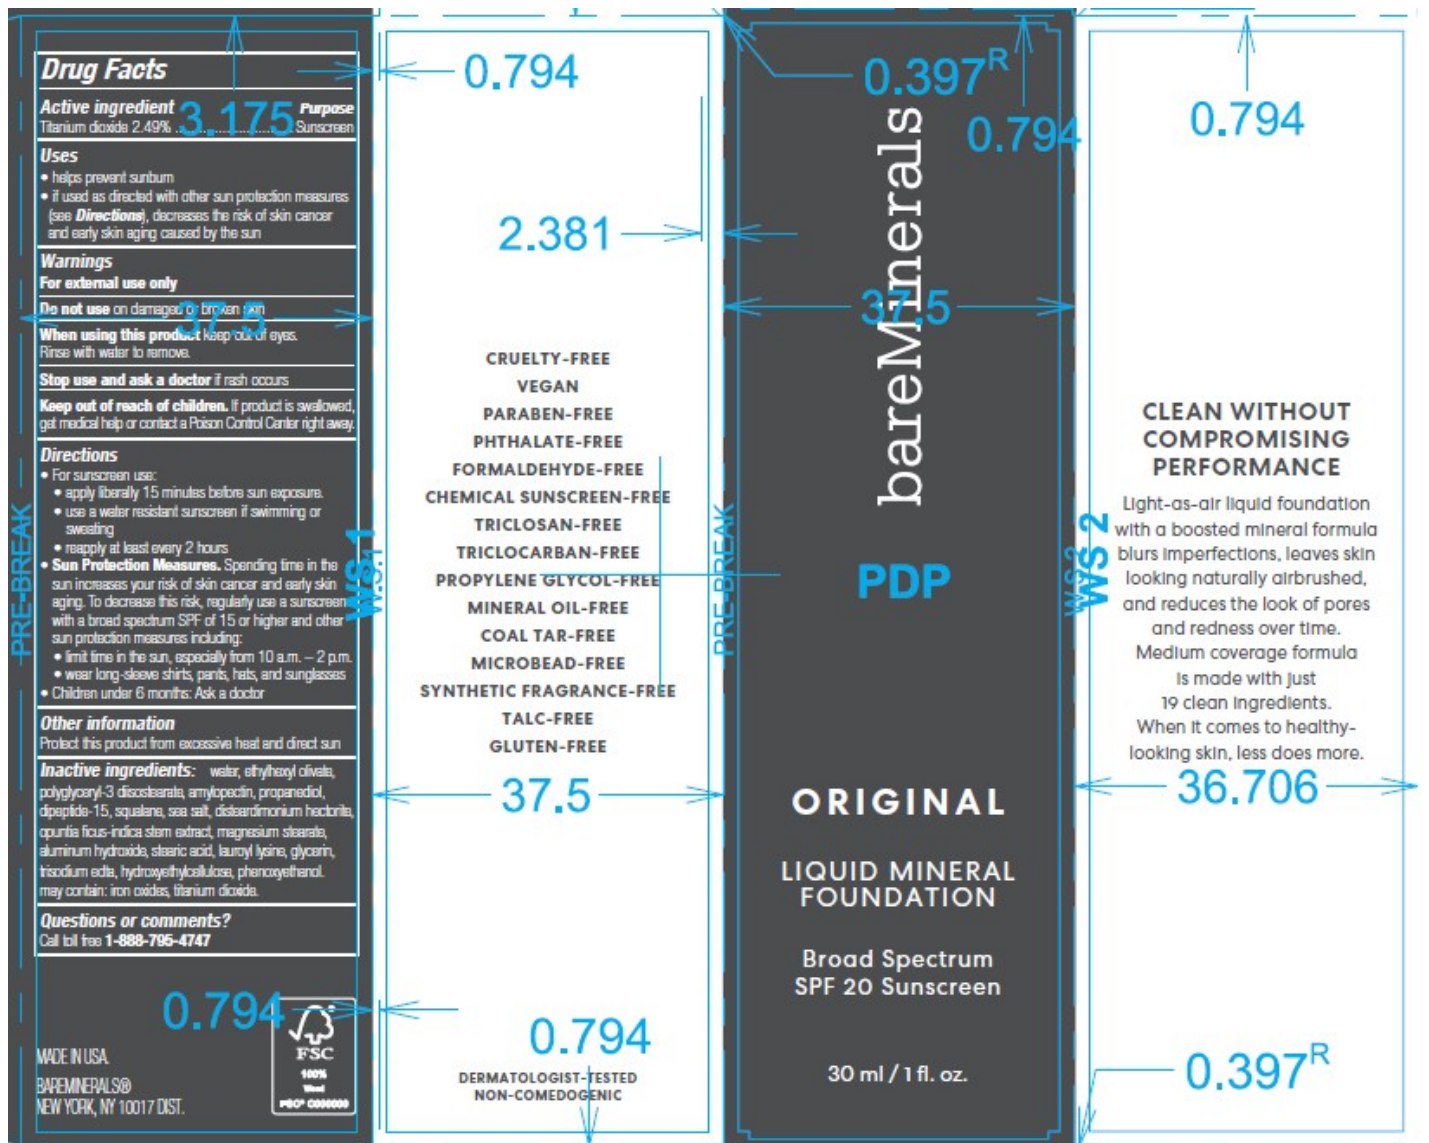 Drug Facts
Active ingredient Purpose
Titanium dioxide 2.49% ............................ Sunscreen
3.175
Uses
• helps prevent sunburn
• if used as directed with other sun protection measures
(see Directions), decreases the risk of skin cancer
and early skin aging caused by the sun
Warnings
For external use only
Do not use on damaged or broken skin
37.5
When using this product keep out of eyes.
Rinse with water to remove.
Stop use and ask a doctor if rash occurs
Keep out of reach of children. If product is swallowed,
get medical help or contact a Poison Control Center right away.
Directions
• For sunscreen use:
• apply liberally 15 minutes before sun exposure.
• use a water resistant sunscreen if swimming or
sweating
• reapply at least every 2 hours
• Sun Protection Measures. Spending time in the
sun increases your risk of skin cancer and early skin
aging. To decrease this risk, regularly use a sunscreen
with a broad spectrum SPF of 15 or higher and other
sun protection measures including:
• limit time in the sun, especially from 10 a.m. – 2 p.m.
• wear long-sleeve shirts, pants, hats, and sunglasses
• Children under 6 months: Ask a doctor
Other information
Protect this product from excessive heat and direct sun
Inactive ingredients: water, ethylhexyl olivate,
polyglyceryl-3 diisostearate, amylopectin, propanediol,
dipeptide-15, squalane, sea salt, disteardimonium hectorite,
opuntia ficus-indica stem extract, magnesium stearate,
aluminum hydroxide, stearic acid, lauroyl lysine, glycerin,
trisodium edta, hydroxyethylcellulose, phenoxyethanol.
may contain: iron oxides, titanium dioxide.
Questions or comments?
Call toll free 1-888-795-4747
0.794
MADE IN USA.
BAREMINERALS®
NEW YORK, NY 10017 DIST.
FSC
100%
Wood
FSC® C000000
PRE-BREAK
WS 1
W.S.1
0.794
2.381
CRUELTY-FREE
VEGAN
PARABEN-FREE
PHTHALATE-FREE
FORMALDEHYDE-FREE
CHEMICAL SUNSCREEN-FREE
TRICLOSAN-FREE
TRICLOCARBAN-FREE
PROPYLENE GLYCOL-FREE
MINERAL OIL-FREE
COAL TAR-FREE
MICROBEAD-FREE
SYNTHETIC FRAGRANCE-FREE
TALC-FREE
GLUTEN-FREE
37.5
0.794
DERMATOLOGIST-TESTED
NON-COMEDOGENIC
PRE-BREAK
0.397R
0.794
bareMinerals
37.5
PDP
ORIGINAL
LIQUID MINERAL
FOUNDATION
Broad Spectrum
SPF 20 Sunscreen
30 ml / 1 fl. oz.
W.S.2
WS 2
0.794
CLEAN WITHOUT
COMPROMISING
PERFORMANCE
Light-as-air liquid foundation
with a boosted mineral formula
blurs imperfections, leaves skin
looking naturally airbrushed,
and reduces the look of pores
and redness over time.
Medium coverage formula
is made with just
19 clean ingredients.
When it comes to healthy-
looking skin, less does more.
36.706
0.397R